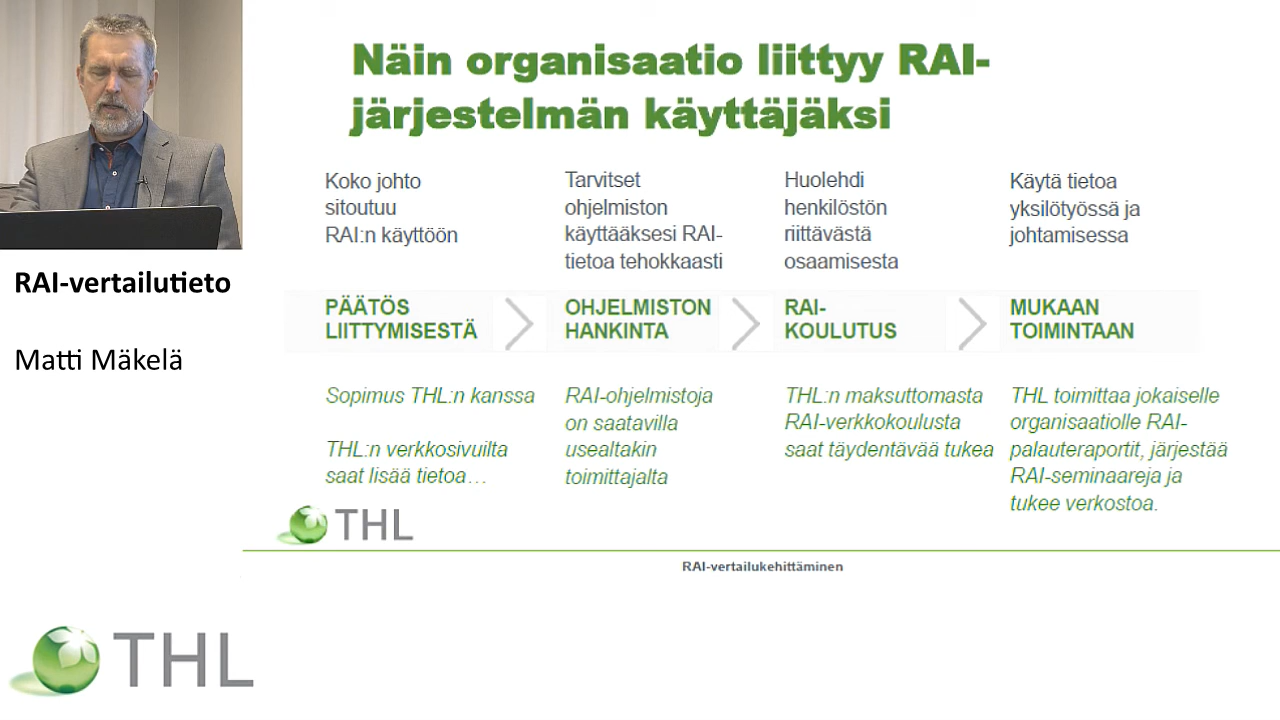 Näin organisaatio liittyy RAI-
järjestelmän käyttäjäksi
Koko johto
sitoutuu
RAI:n käyttöön
Tarvitset
ohjelmiston
käyttääksesi RAI-
tietoa tehokkaasti
Huolehdi
henkilöstön
riittävästä
osaamisesta
Käytä tietoa
yksilötyössä ja
johtamisessa
PÄÄTÖS
LIITTYMISESTÄ
OHJELMISTON
HANKINTA
RAI-
KOULUTUS
MUKAAN
TOIMINTAAN
Sopimus THL:n kanssa
THL:n verkkosivuilta
saat lisää tietoa…
RAI-ohjelmistoja
on saatavilla
usealtakin
toimittajalta
THL:n maksuttomasta
RAI-verkkokoulusta
saat täydentävää tukea
THL toimittaa jokaiselle
organisaatiolle RAI-
palauteraportit, järjestää
RAI-seminaareja ja
tukee verkostoa.
THL
RAI-vertailukehittäminen
RAI-vertailutieto
Matti Mäkelä
THL